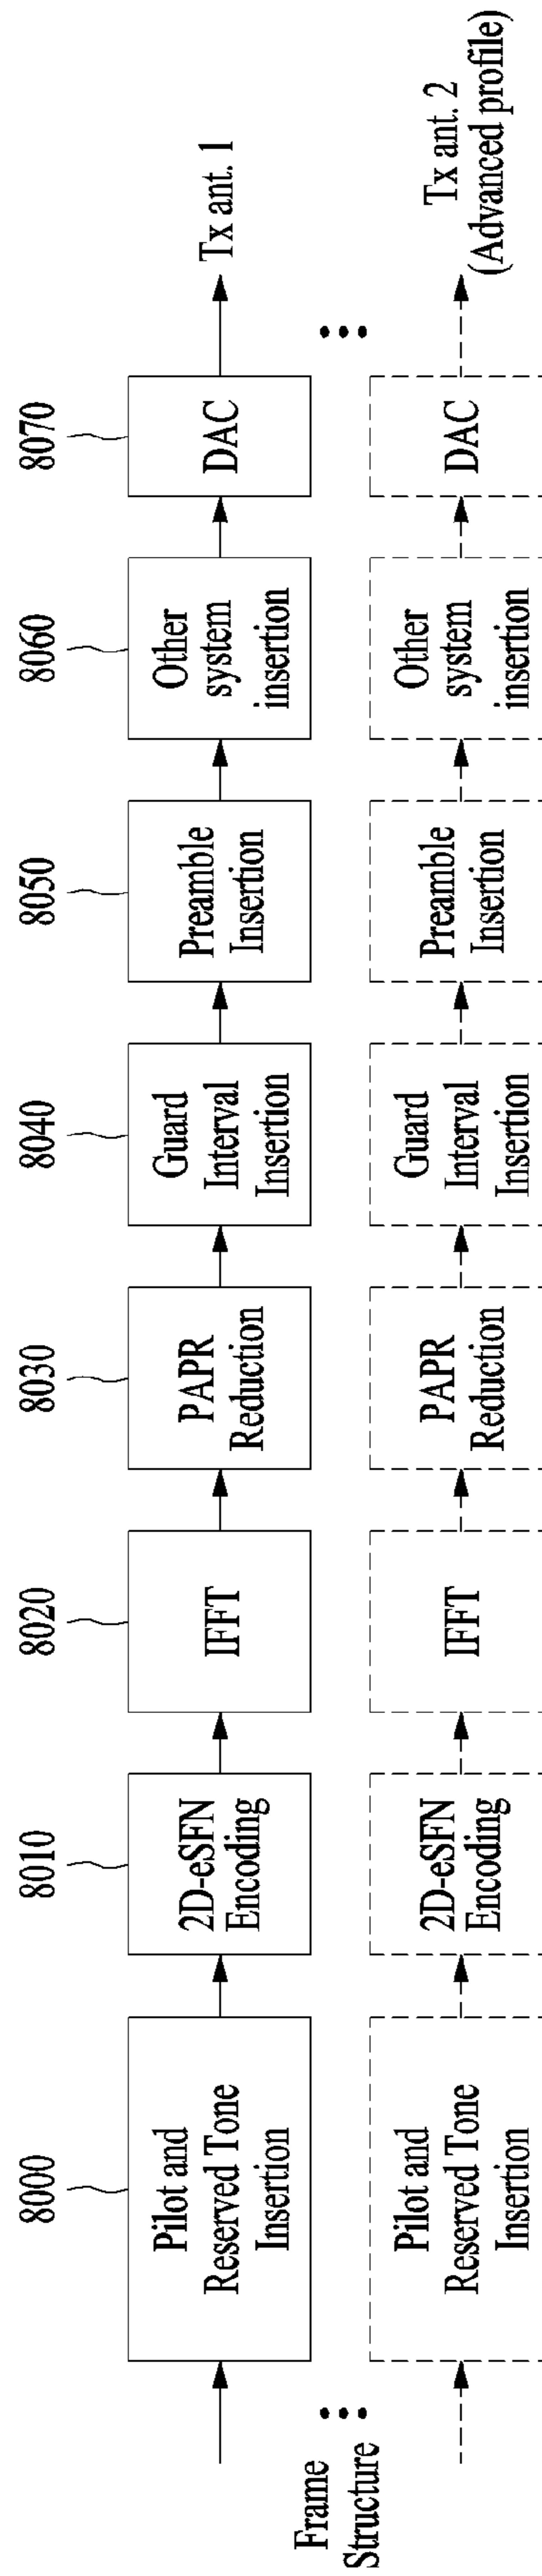 8000
8010
8020
8030
8040
8050
8060
8070
Frame
Structure
Pilot and
Reserved Tone
Insertion
2D-eSFN
Encoding
IFFT
PAPR
Reduction
Guard
Interval
Insertion
Preamble
Insertion
Other
system
insertion
DAC
Tx ant. 1
Pilot and
Reserved Tone
Insertion
2D-eSFN
Encoding
IFFT
PAPR
Reduction
Guard
Interval
Insertion
Preamble
Insertion
Other
system
insertion
DAC
Tx ant. 2
(Advanced profile)